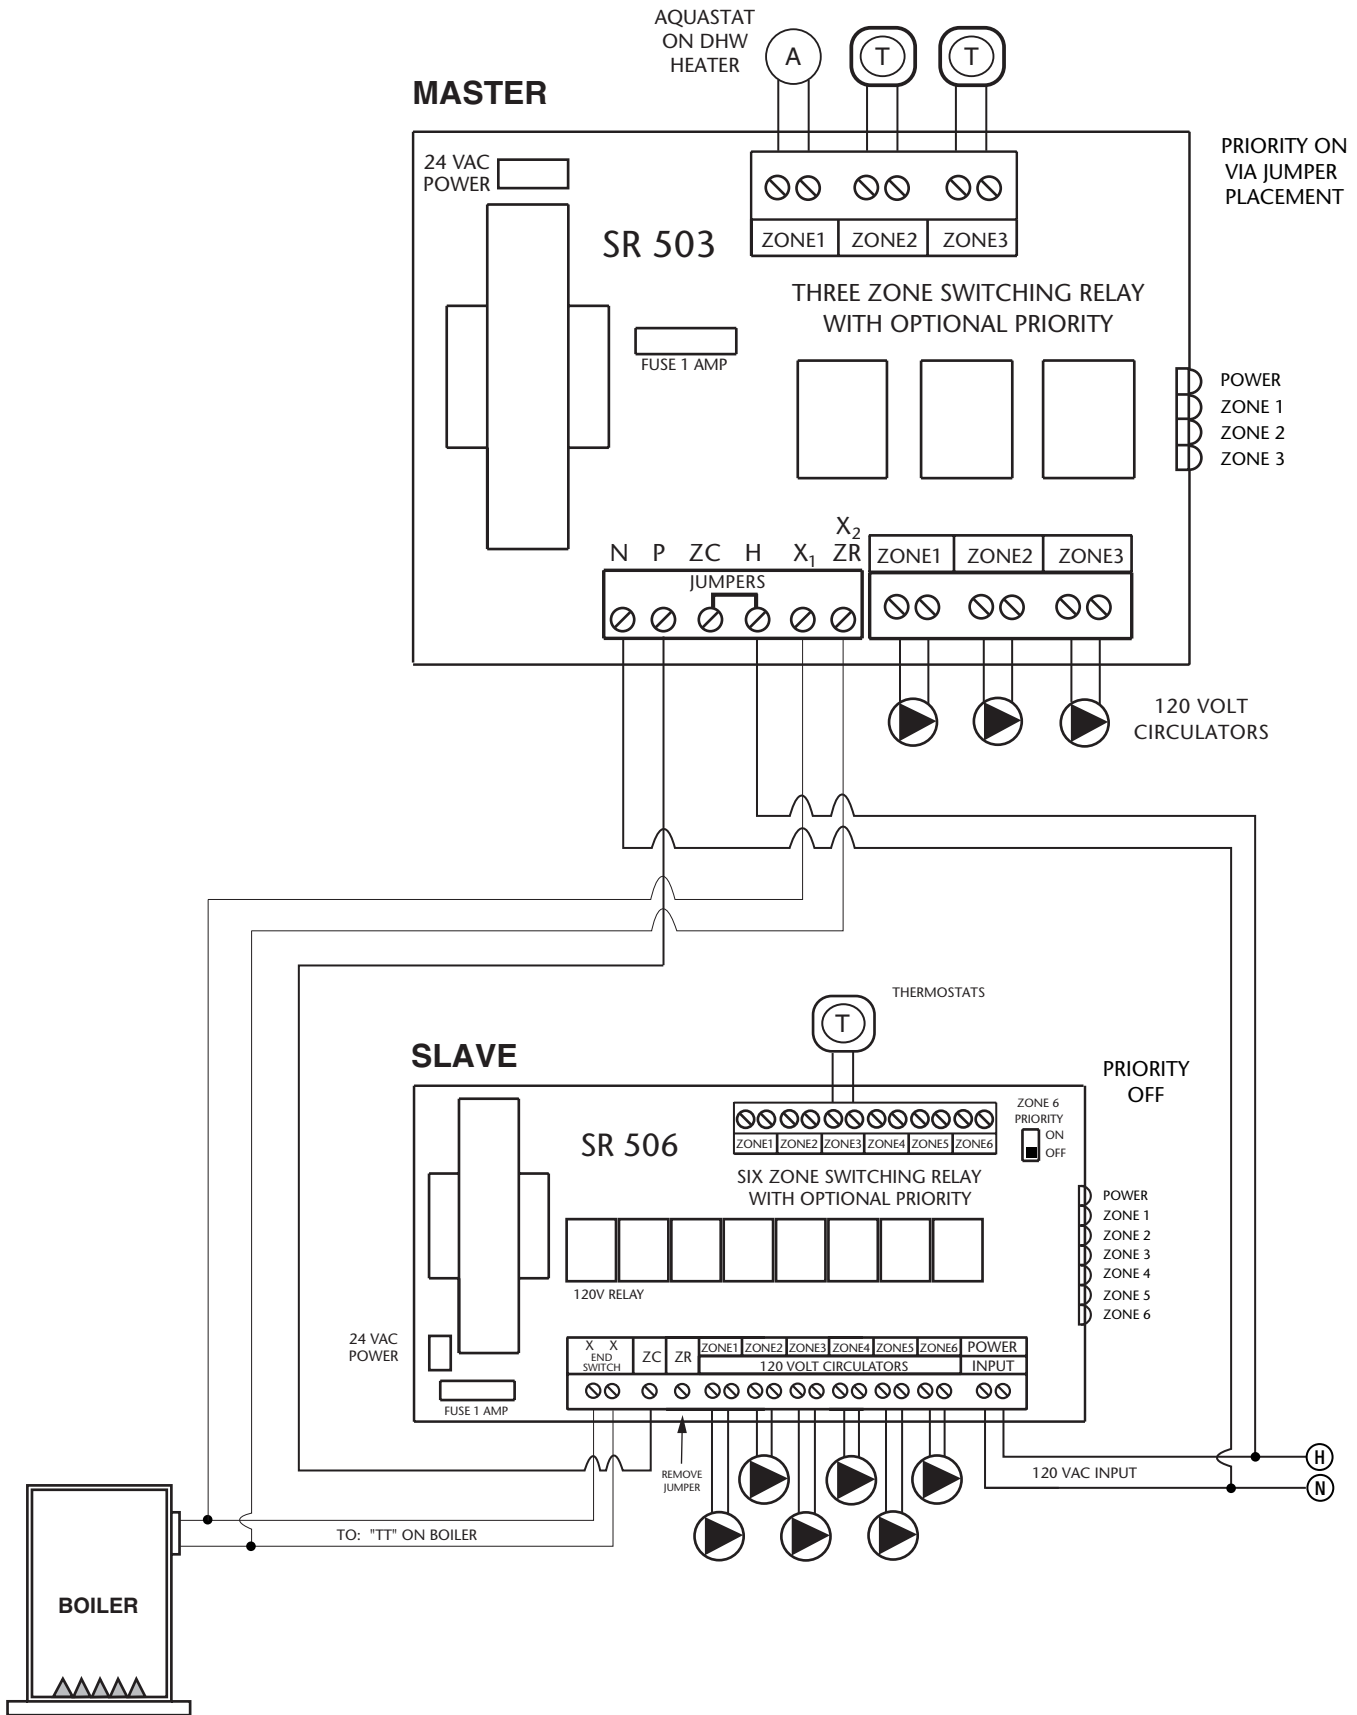 AQUASTAT
ON DHW
HEATER
A
T
T
MASTER
PRIORITY ON
VIA JUMPER
PLACEMENT
24 VAC
POWER
SR 503
ZONE1
ZONE2
ZONE3
THREE ZONE SWITCHING RELAY
WITH OPTIONAL PRIORITY
FUSE 1 AMP
POWER
ZONE 1
ZONE 2
ZONE 3
N P ZC H X1 X2 ZR
JUMPERS
ZONE1
ZONE2
ZONE3
120 VOLT
CIRCULATORS
THERMOSTATS
T
SLAVE
PRIORITY
OFF
SR 506
ZONE1 ZONE2 ZONE3 ZONE4 ZONE5 ZONE6
ZONE 6
PRIORITY
ON
OFF
SIX ZONE SWITCHING RELAY
WITH OPTIONAL PRIORITY
POWER
ZONE 1
ZONE 2
ZONE 3
ZONE 4
ZONE 5
ZONE 6
120V RELAY
24 VAC
POWER
X X
END
SWITCH
ZC
ZR
ZONE1 ZONE2 ZONE3 ZONE4 ZONE5 ZONE6
120 VOLT CIRCULATORS
POWER
INPUT
FUSE 1 AMP
REMOVE
JUMPER
120 VAC INPUT
H
N
TO: "TT" ON BOILER
BOILER